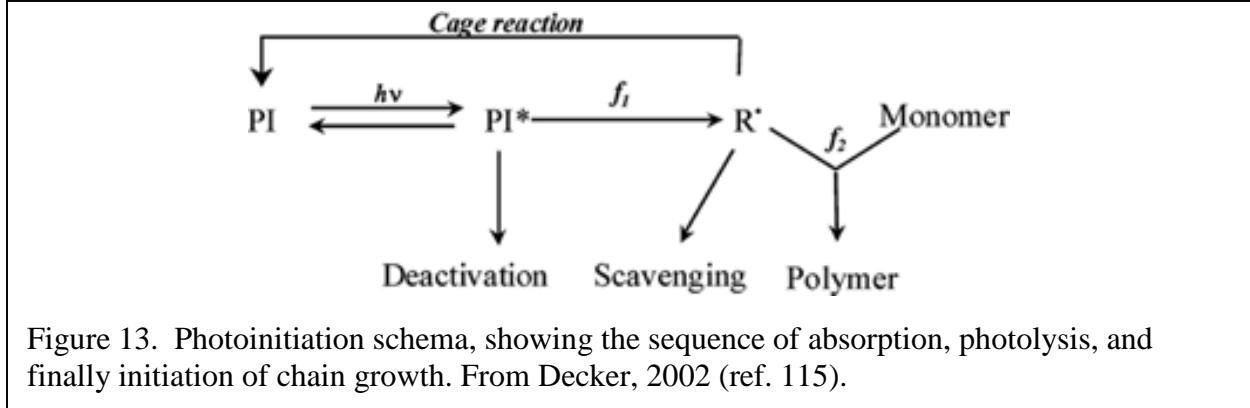 Cage reaction
PI hν PI* f₁ R• f₂ Monomer
Deactivation Scavenging Polymer
Figure 13. Photoinitiation schema, showing the sequence of absorption, photolysis, and
finally initiation of chain growth. From Decker, 2002 (ref. 115).